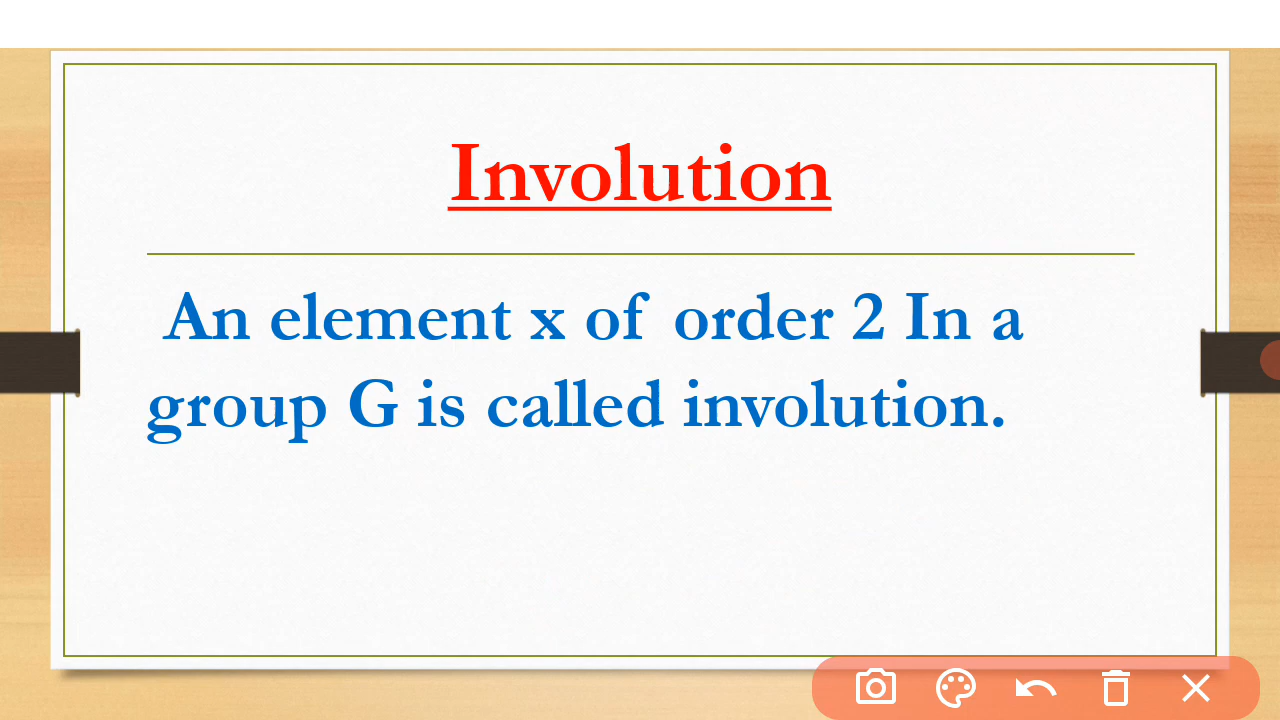 Involution
An element x of order 2 In a
group G is called involution.